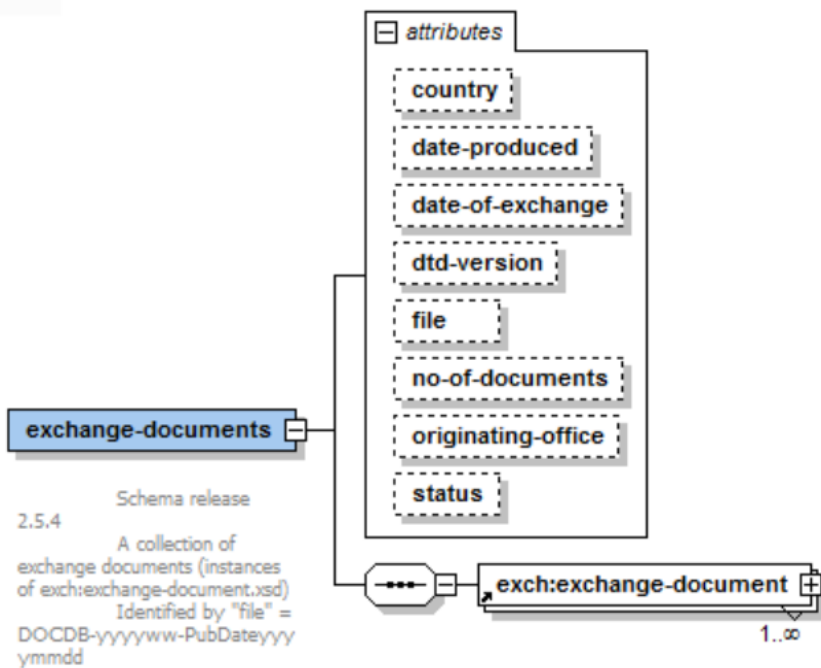 attributes
country
date-produced
date-of-exchange
dtd-version
file
no-of-documents
originating-office
status
exchange-documents
Schema release
2.5.4
A collection of
exchange documents (instances
of exch:exchange-document.xsd)
Identified by "file" =
DOCDB-yyyyww-PubDateyyy
ymmdd
exch:exchange-document
1..∞